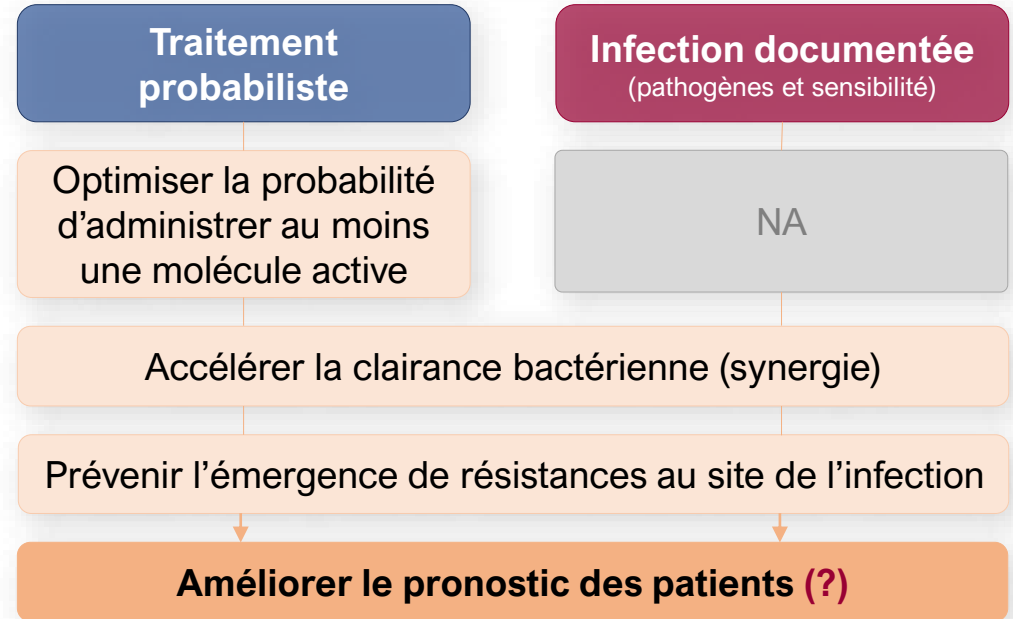 Traitement
probabiliste
Infection documentée
(pathogènes et sensibilité)
Optimiser la probabilité
d’administrer au moins
une molécule active
NA
Accélérer la clairance bactérienne (synergie)
Prévenir l’émergence de résistances au site de l’infection
Améliorer le pronostic des patients (?)